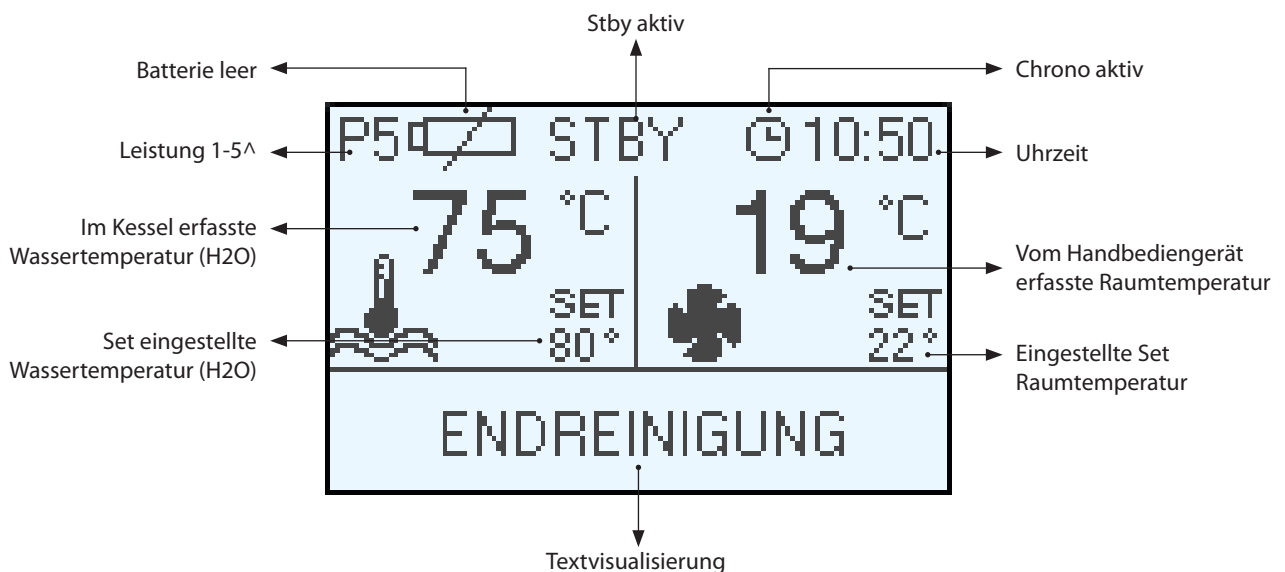 Stby aktiv
Batterie leer
Chrono aktiv
P5 STBY 10:50
Leistung 1-5^
Uhrzeit
75 °C 19 °C
Im Kessel erfasste
Wassertemperatur (H2O)
Vom Handbediengerät
erfasste Raumtemperatur
SET SET
80° 22°
Set eingestellte
Wassertemperatur (H2O)
Eingestellte Set
Raumtemperatur
ENDREINIGUNG
Textvisualisierung